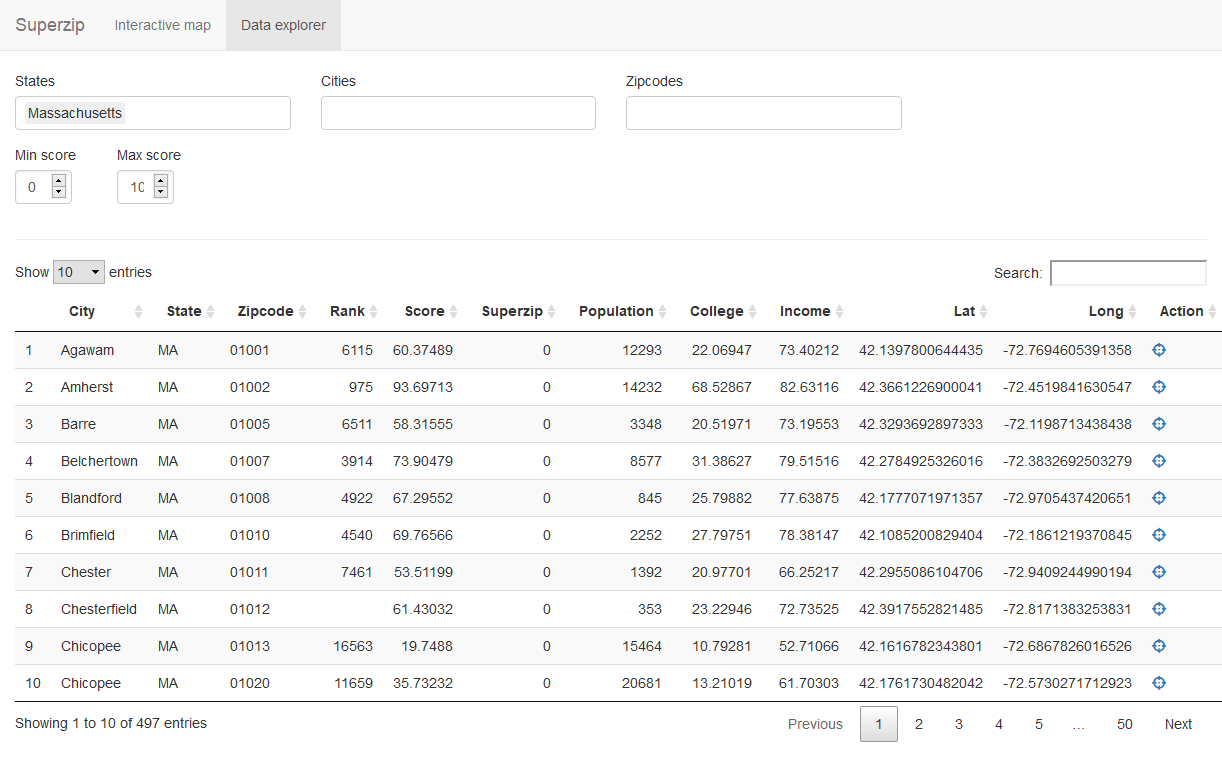 Superzip Interactive map Data explorer
States Cities Zipcodes
Massachusetts
Min score Max score
0 10
Show 10 entries Search:
City State Zipcode Rank Score Superzip Population College Income Lat Long Action
1 Agawam MA 01001 6115 60.37489 0 12293 22.06947 73.40212 42.1397800644435 -72.7694605391358
2 Amherst MA 01002 975 93.69713 0 14232 68.52867 82.63116 42.3661226900041 -72.4519841630547
3 Barre MA 01005 6511 58.31555 0 3348 20.51971 73.19553 42.3293692897333 -72.1198713438438
4 Belchertown MA 01007 3914 73.90479 0 8577 31.38627 79.51516 42.2784925326016 -72.3832692503279
5 Blandford MA 01008 4922 67.29552 0 845 25.79882 77.63875 42.1777071971357 -72.9705437420651
6 Brimfield MA 01010 4540 69.76566 0 2252 27.79751 78.38147 42.1085200829404 -72.1861219370845
7 Chester MA 01011 7461 53.51199 0 1392 20.97701 66.25217 42.2955086104706 -72.9409244990194
8 Chesterfield MA 01012 61.43032 0 353 23.22946 72.73525 42.3917552821485 -72.8171383253831
9 Chicopee MA 01013 16563 19.7488 0 15464 10.79281 52.71066 42.1616782343801 -72.6867826016526
10 Chicopee MA 01020 11659 35.73232 0 20681 13.21019 61.70303 42.1761730482042 -72.5730271712923
Showing 1 to 10 of 497 entries Previous 1 2 3 4 5 … 50 Next